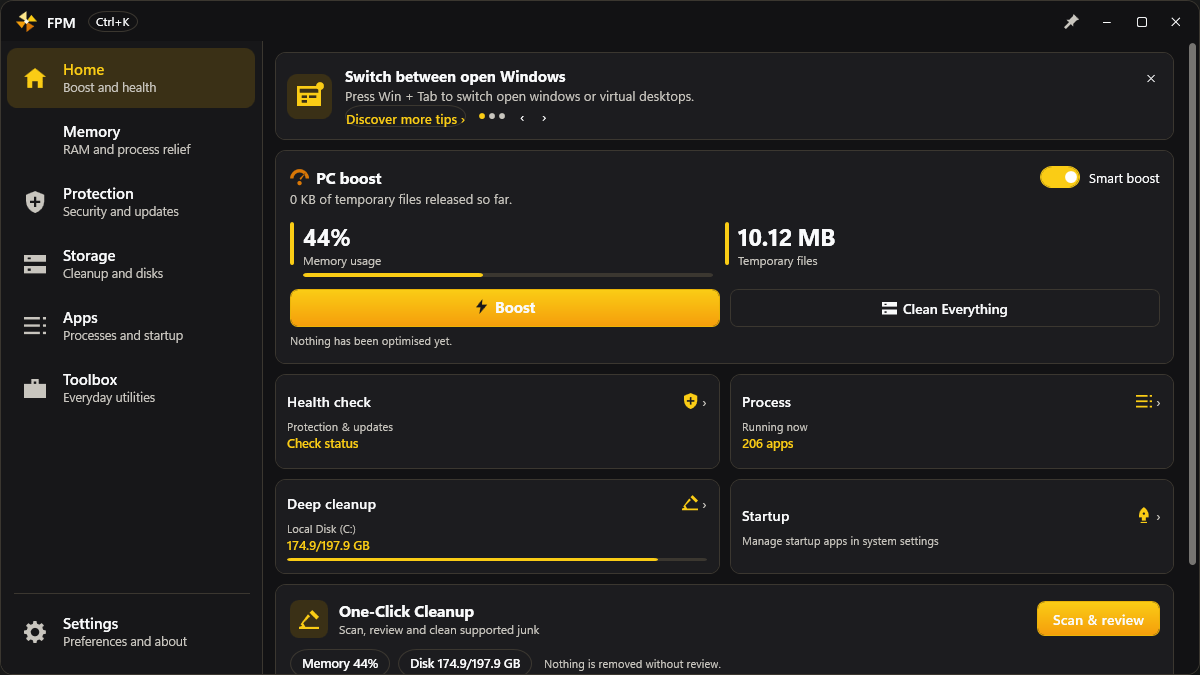 FPM Ctrl+K
Home
Boost and health
Memory
RAM and process relief
Protection
Security and updates
Storage
Cleanup and disks
Apps
Processes and startup
Toolbox
Everyday utilities
Settings
Preferences and about
Switch between open Windows
Press Win + Tab to switch open windows or virtual desktops.
Discover more tips ›
PC boost
Smart boost
0 KB of temporary files released so far.
44%
Memory usage
10.12 MB
Temporary files
Boost
Clean Everything
Nothing has been optimised yet.
Health check
Protection & updates
Check status
Process
Running now
206 apps
Deep cleanup
Local Disk (C:)
174.9/197.9 GB
Startup
Manage startup apps in system settings
One-Click Cleanup
Scan, review and clean supported junk
Scan & review
Memory 44% Disk 174.9/197.9 GB Nothing is removed without review.